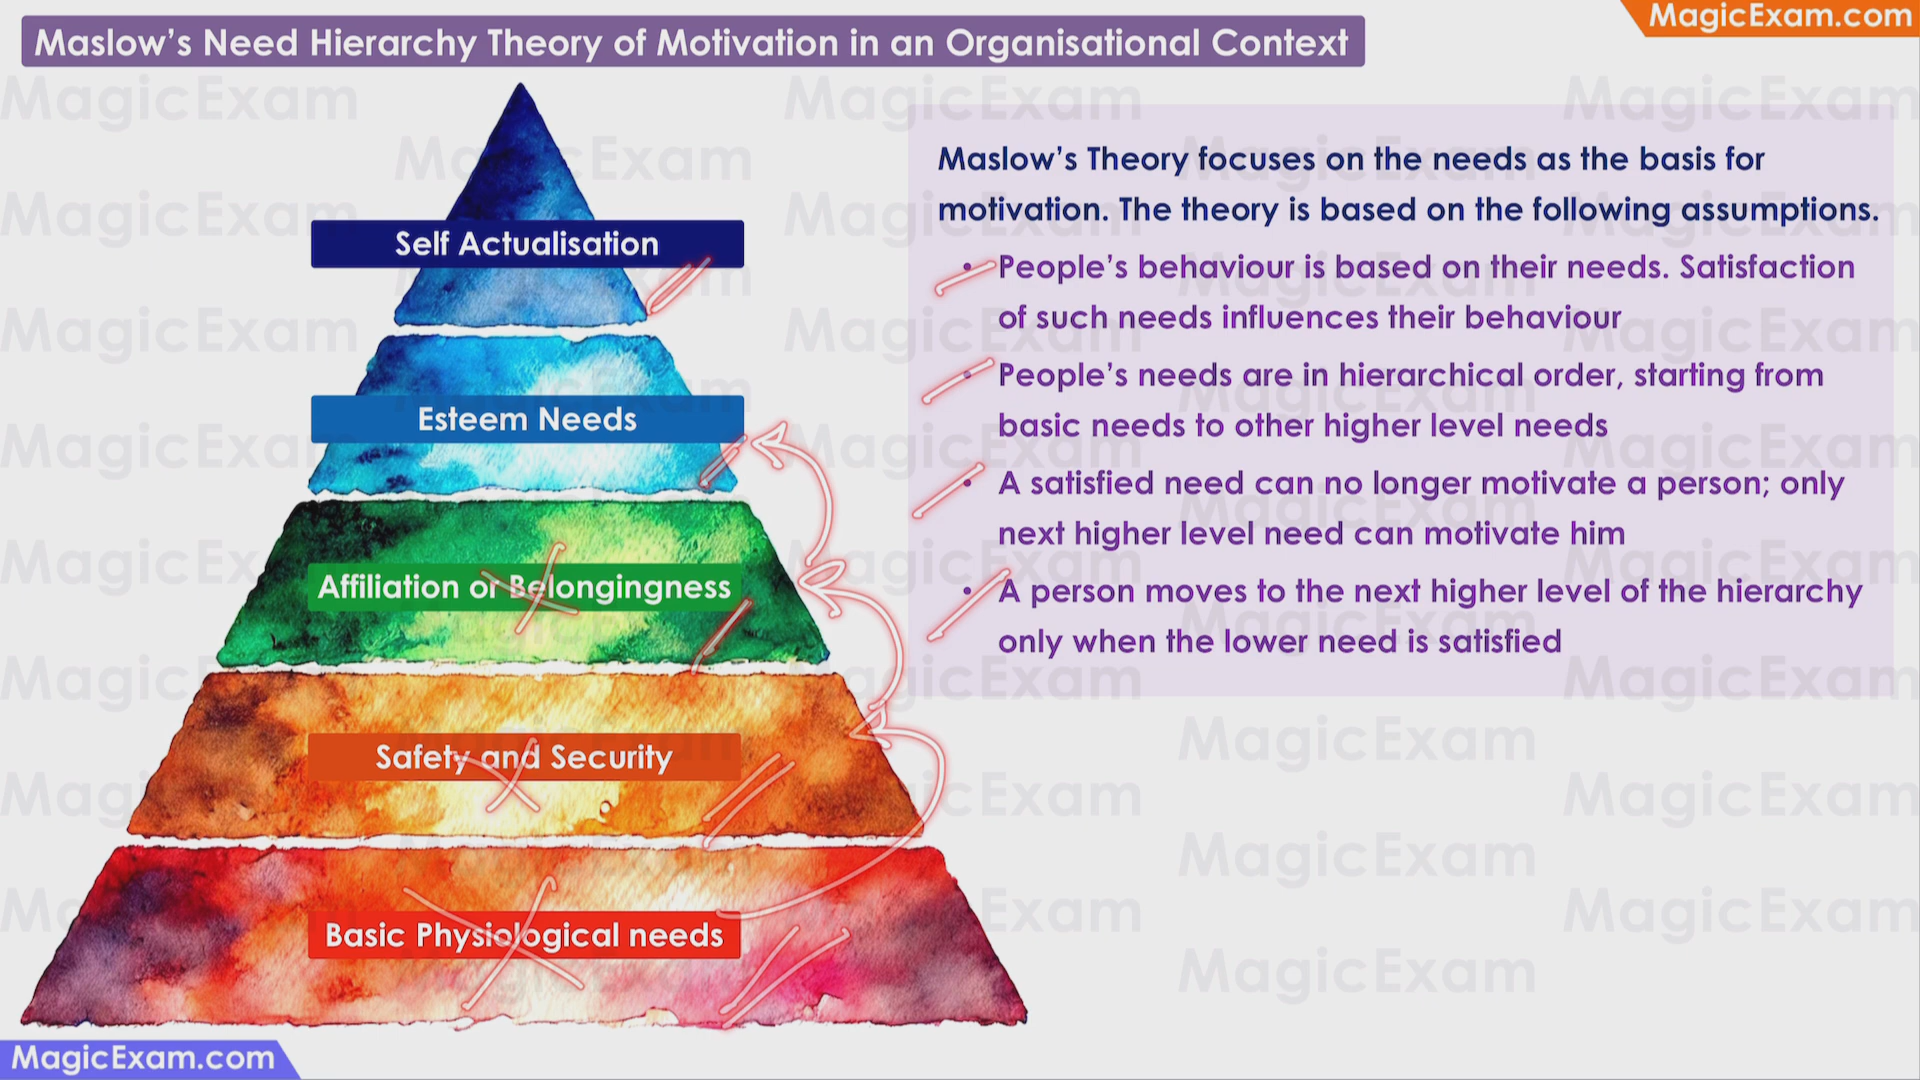 MagicExam.com
Maslow's Need Hierarchy Theory of Motivation in an Organisational Context
Self Actualisation
Esteem Needs
Affiliation or Belongingness
Safety and Security
Basic Physiological needs
Maslow's Theory focuses on the needs as the basis for
motivation. The theory is based on the following assumptions.
• People's behaviour is based on their needs. Satisfaction
of such needs influences their behaviour
• People's needs are in hierarchical order, starting from
basic needs to other higher level needs
• A satisfied need can no longer motivate a person; only
next higher level need can motivate him
• A person moves to the next higher level of the hierarchy
only when the lower need is satisfied
MagicExam.com